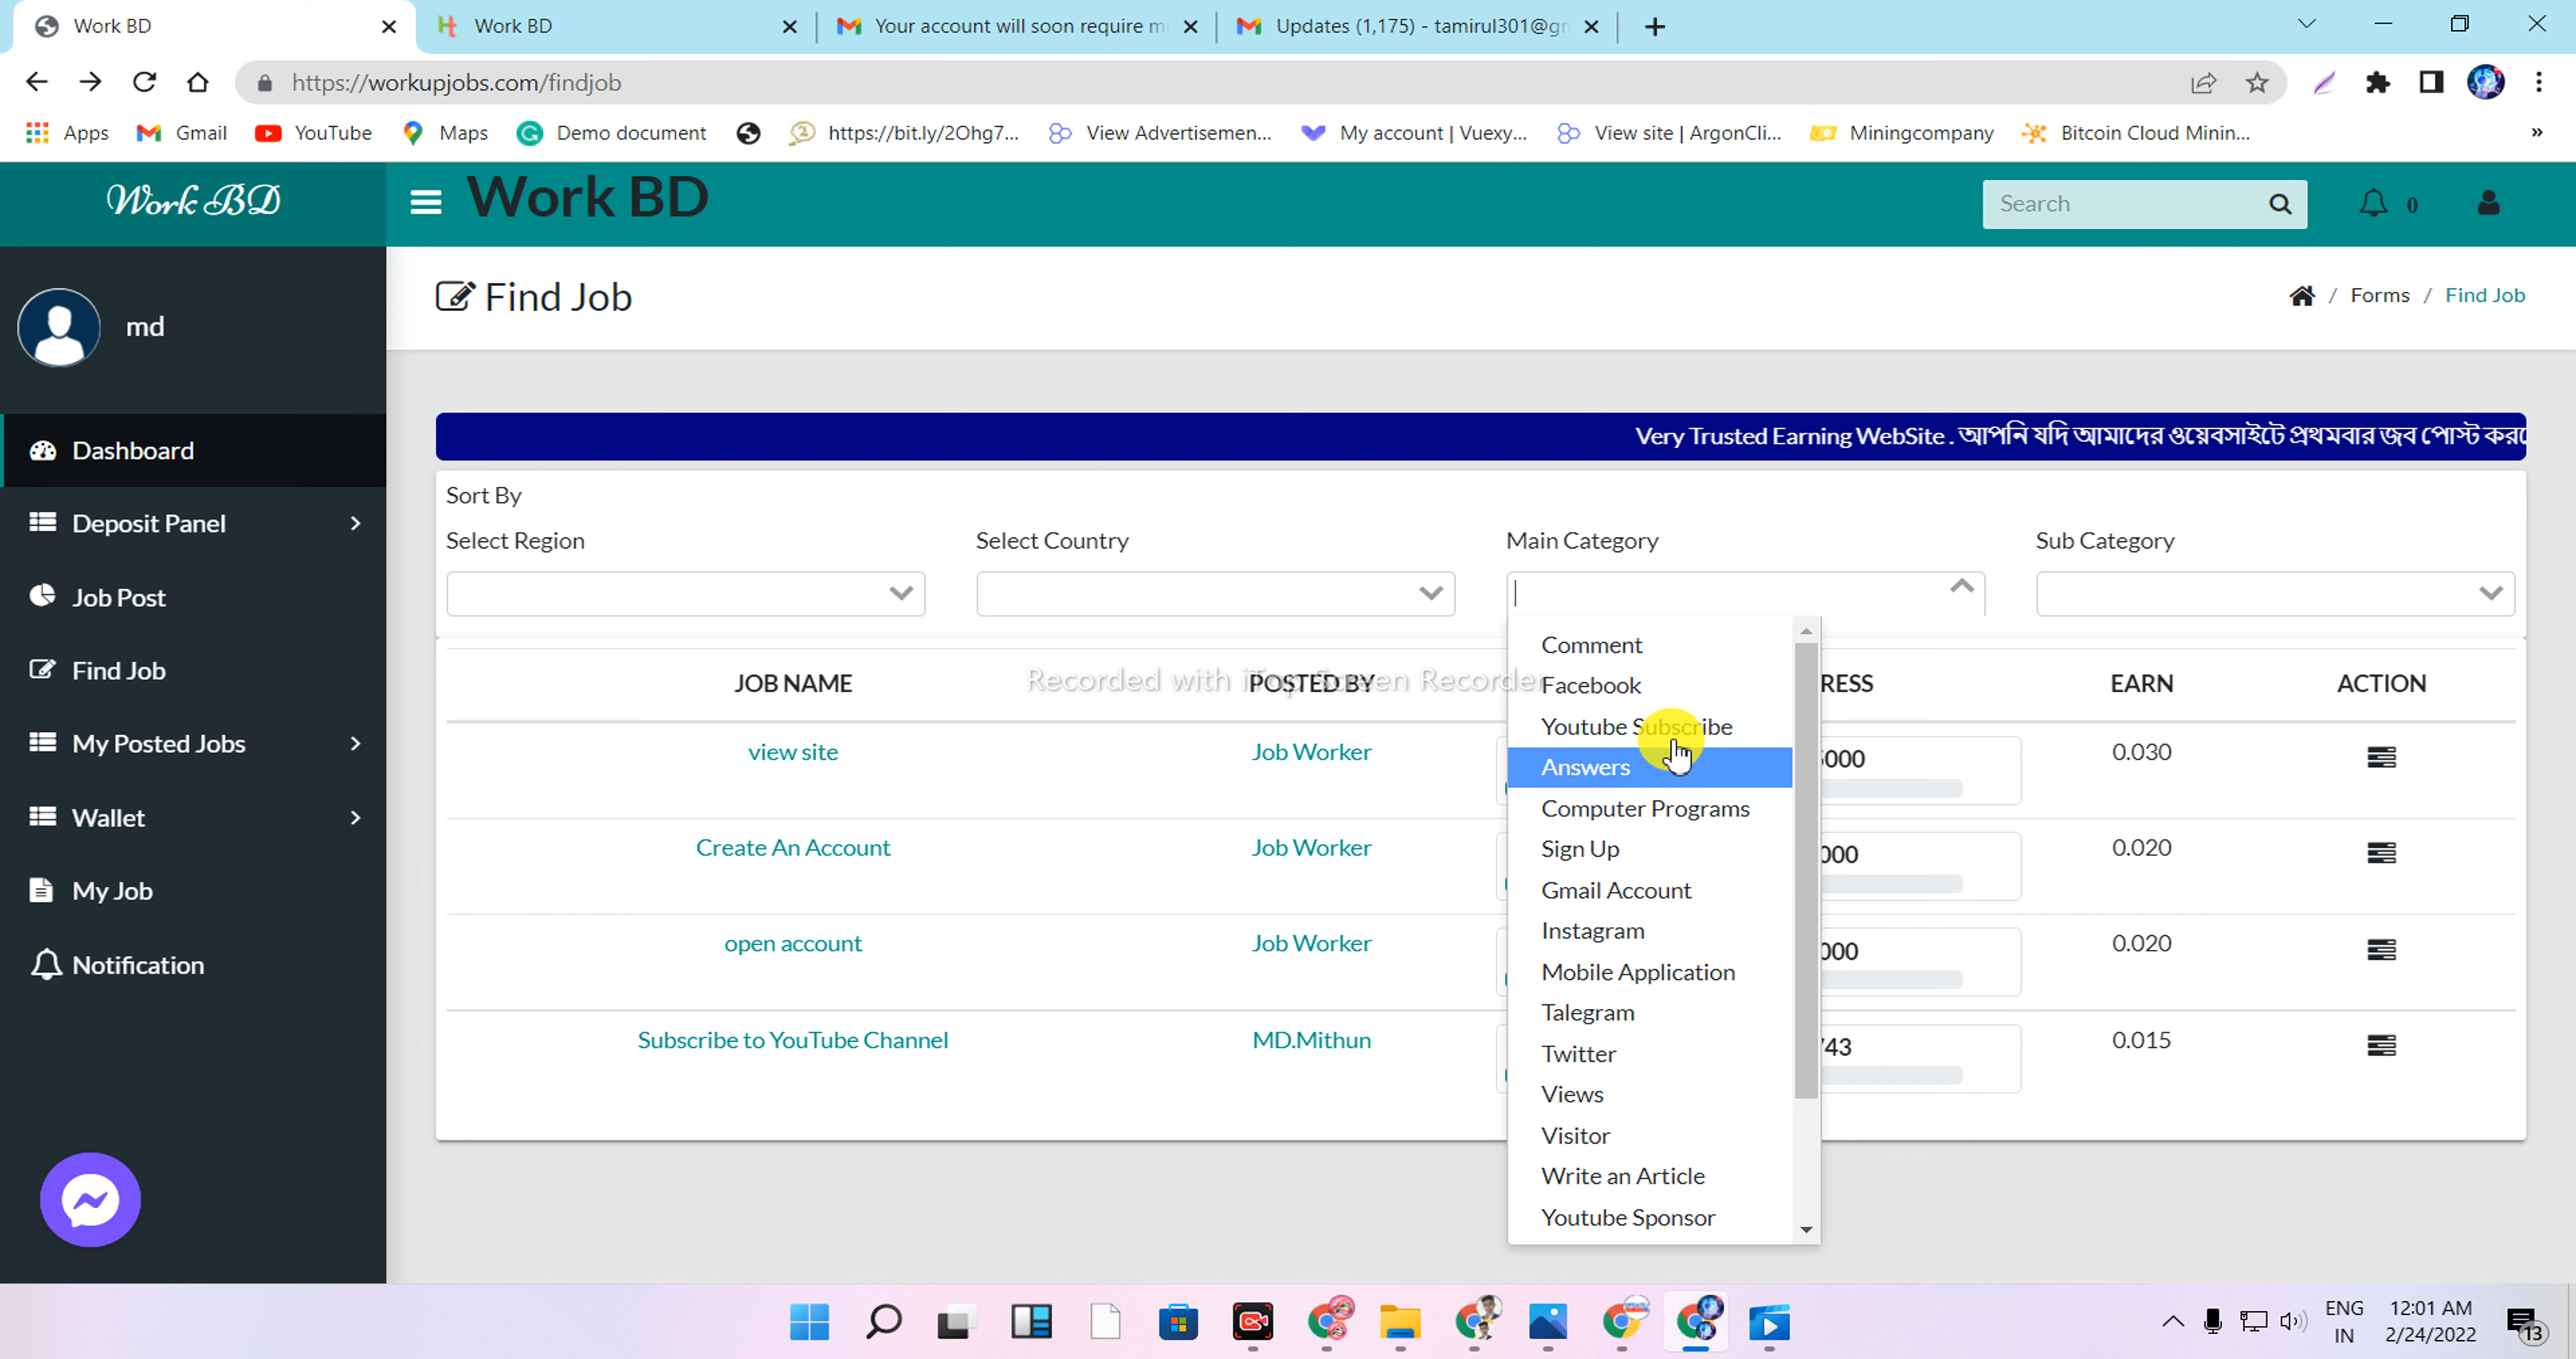 Work BD
Work BD
Your account will soon require m
Updates (1,175) - tamirul301@gm
https://workupjobs.com/findjob
Apps
Gmail
YouTube
Maps
Demo document
https://bit.ly/2Ohg7...
View Advertisemen...
My account | Vuexy...
View site | ArgonCli...
Miningcompany
Bitcoin Cloud Minin...
»
Work BD
Work BD
Search
0
md
Find Job
/ Forms / Find Job
Dashboard
Deposit Panel
Job Post
Find Job
My Posted Jobs
Wallet
My Job
Notification
Very Trusted Earning WebSite . আপনি যদি আমাদের ওয়েবসাইটে প্রথমবার জব পোস্ট
Sort By
Select Region
Select Country
Main Category
Sub Category
Comment
Facebook
Youtube Subscribe
Answers
Computer Programs
Sign Up
Gmail Account
Instagram
Mobile Application
Talegram
Twitter
Views
Visitor
Write an Article
Youtube Sponsor
Recorded with iTop Screen Recorder
JOB NAME POSTED BY RESS EARN ACTION
view site Job Worker 000 0.030
Create An Account Job Worker 000 0.020
open account Job Worker 000 0.020
Subscribe to YouTube Channel MD.Mithun 743 0.015
ENG
IN
12:01 AM
2/24/2022
13